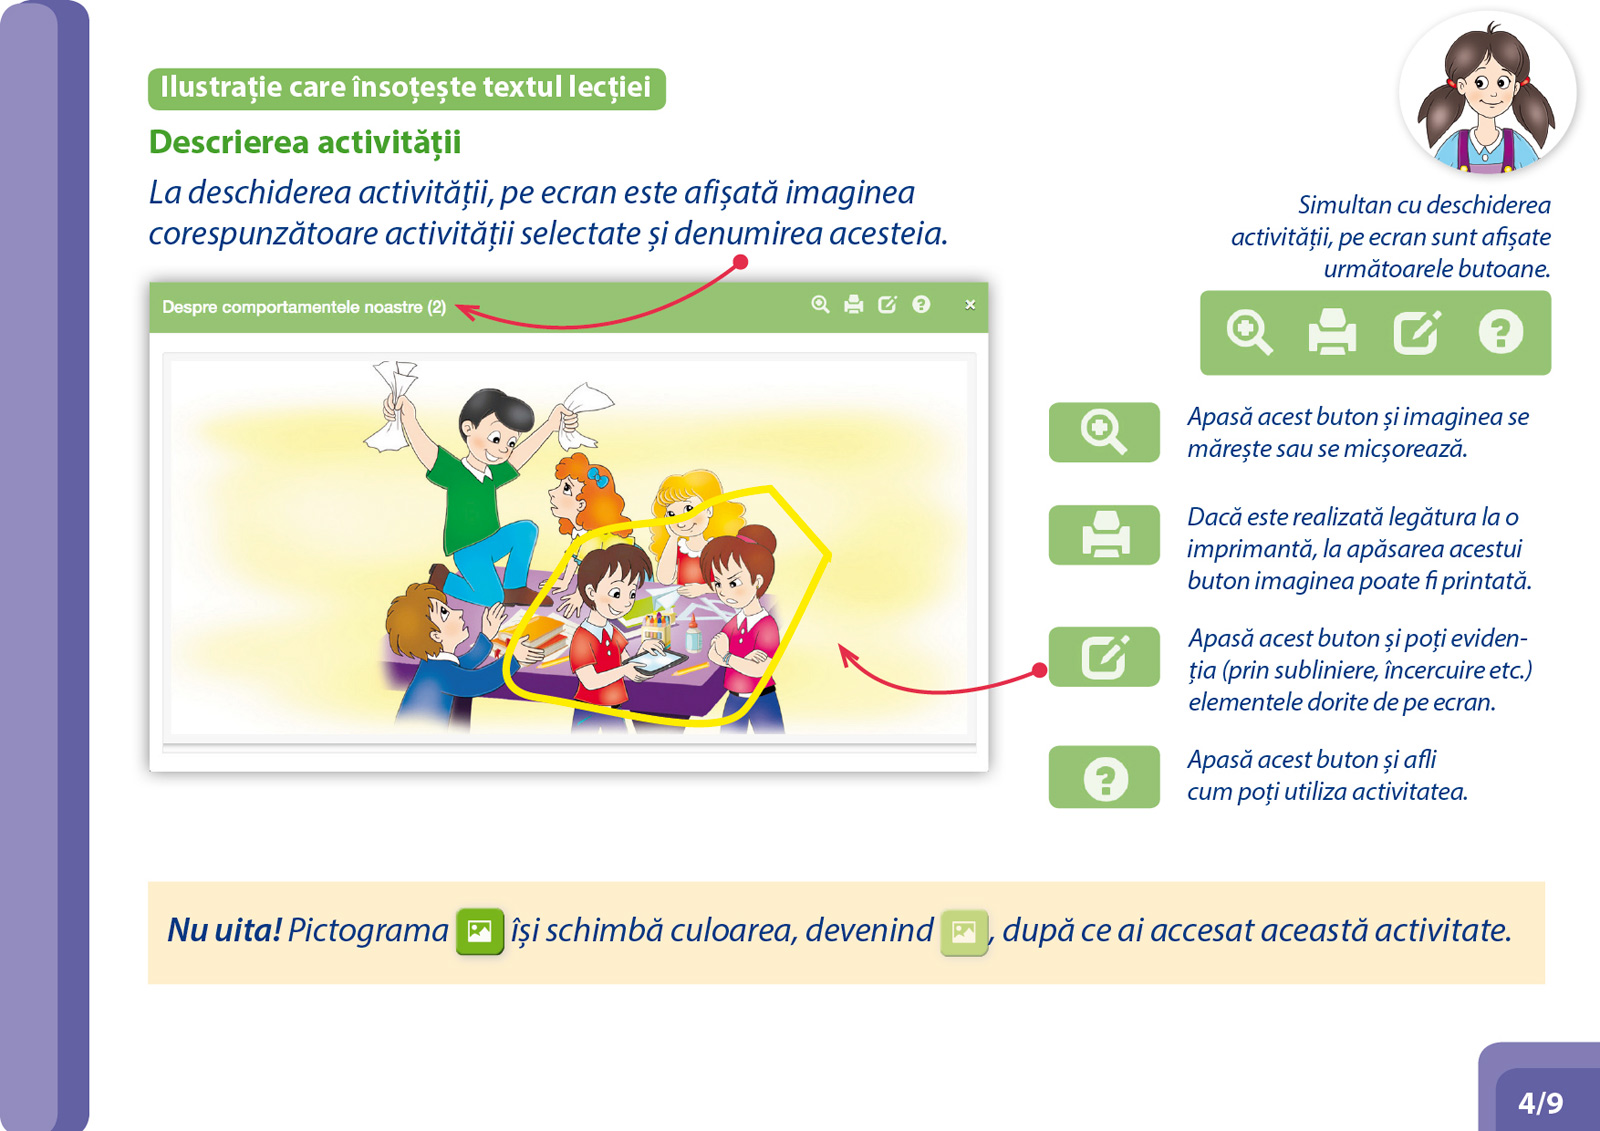 Ilustrație care însoțește textul lecției
Descrierea activității
La deschiderea activității, pe ecran este afișată imaginea
corespunzătoare activității selectate și denumirea acesteia.
Despre comportamentele noastre (2)
Simultan cu deschiderea
activității, pe ecran sunt afișate
următoarele butoane.
Apasă acest buton și imaginea se
mărește sau se micșorează.
Dacă este realizată legătura la o
imprimantă, la apăsarea acestui
buton imaginea poate fi printată.
Apasă acest buton și poți eviden-
ția (prin subliniere, încercuire etc.)
elementele dorite de pe ecran.
Apasă acest buton și afli
cum poți utiliza activitatea.
Nu uita! Pictograma își schimbă culoarea, devenind , după ce ai accesat această activitate.
4/9